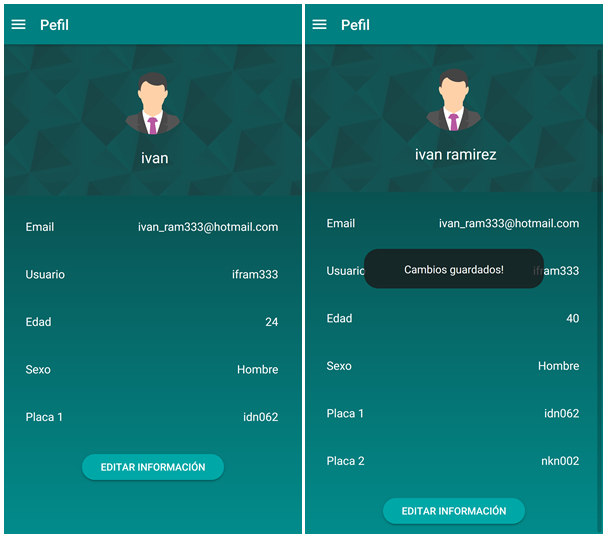 Pefil
ivan
Email ivan_ram333@hotmail.com
Usuario ifram333
Edad 24
Sexo Hombre
Placa 1 idn062
EDITAR INFORMACIÓN
Pefil
ivan ramirez
Email ivan_ram333@hotmail.com
Usuario ifram333
Cambios guardados!
Edad 40
Sexo Hombre
Placa 1 idn062
Placa 2 nkn002
EDITAR INFORMACIÓN